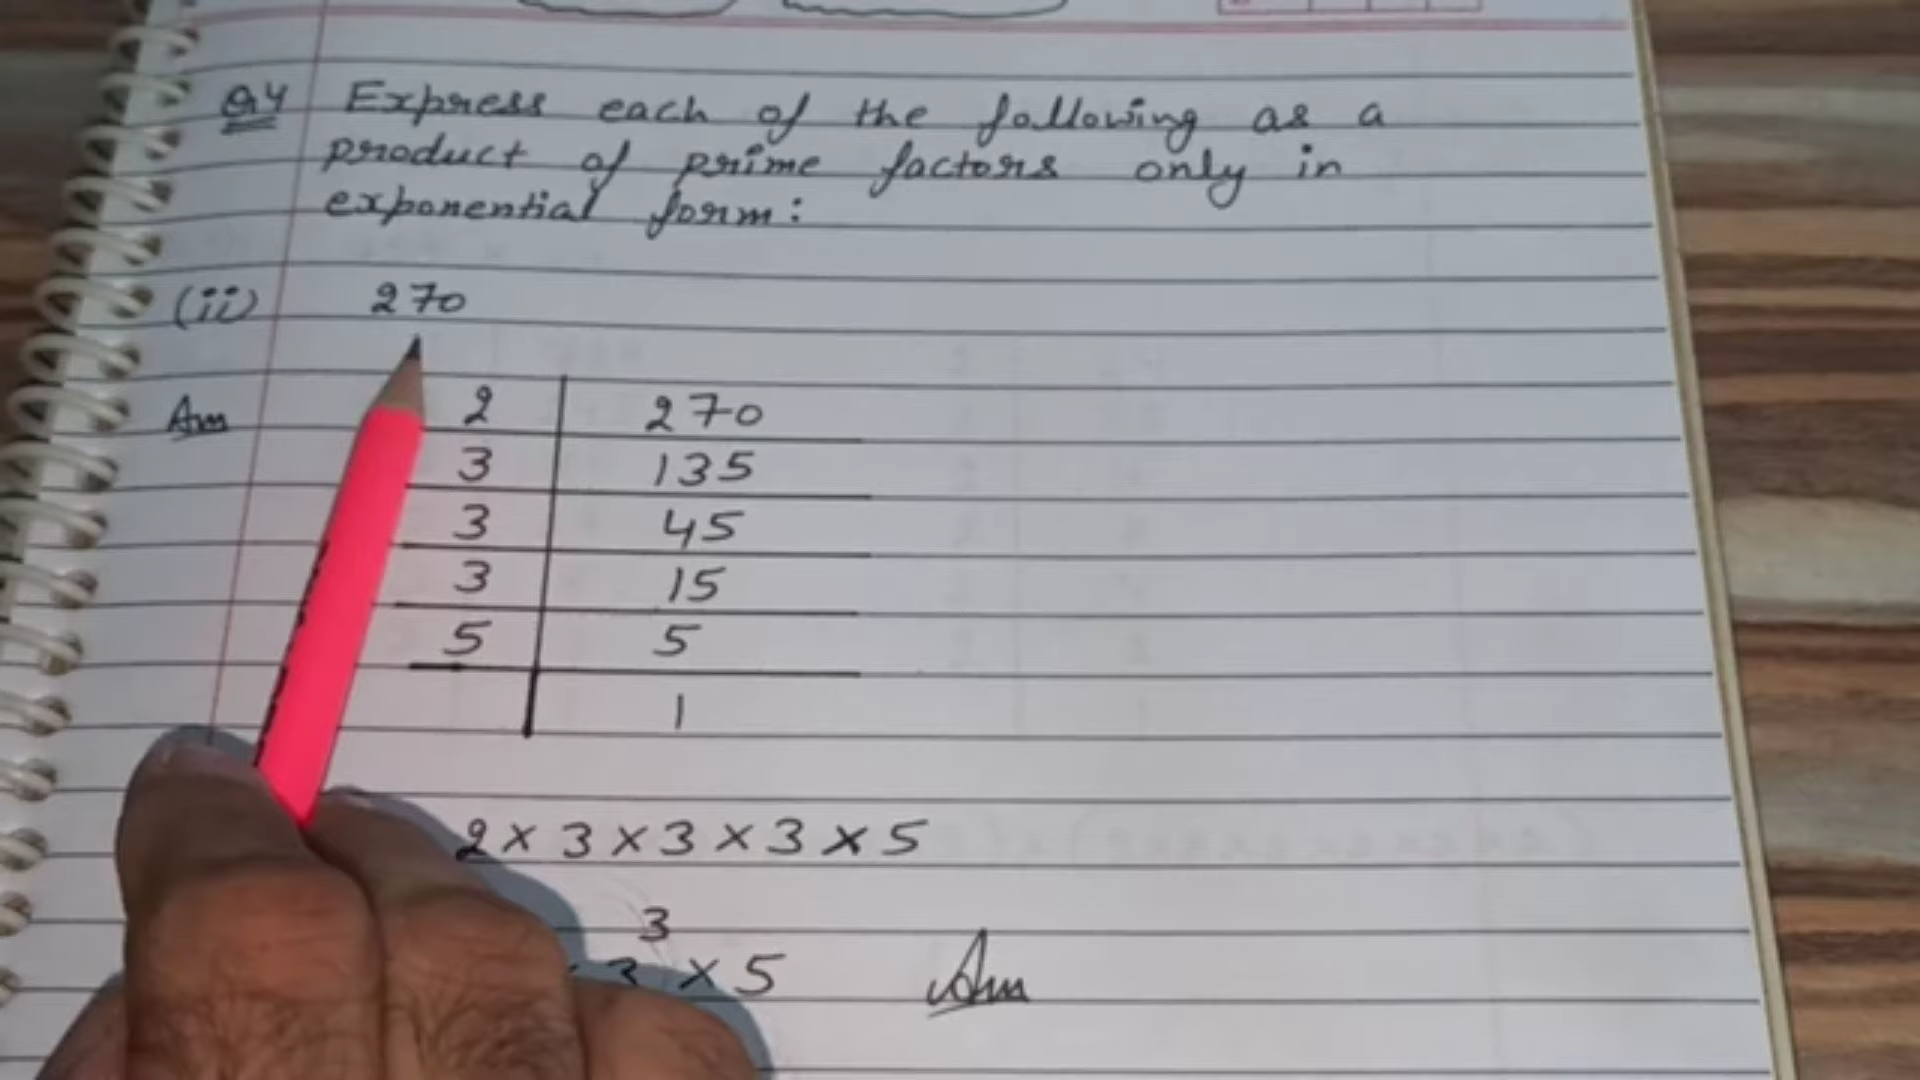 Q4 Express each of the following as a
product of prime factors only in
exponential form:
(ii) 270
Ans 2 | 270
3 | 135
3 | 45
3 | 15
5 | 5
1
2 × 3 × 3 × 3 × 5
3³ × 5 Ans